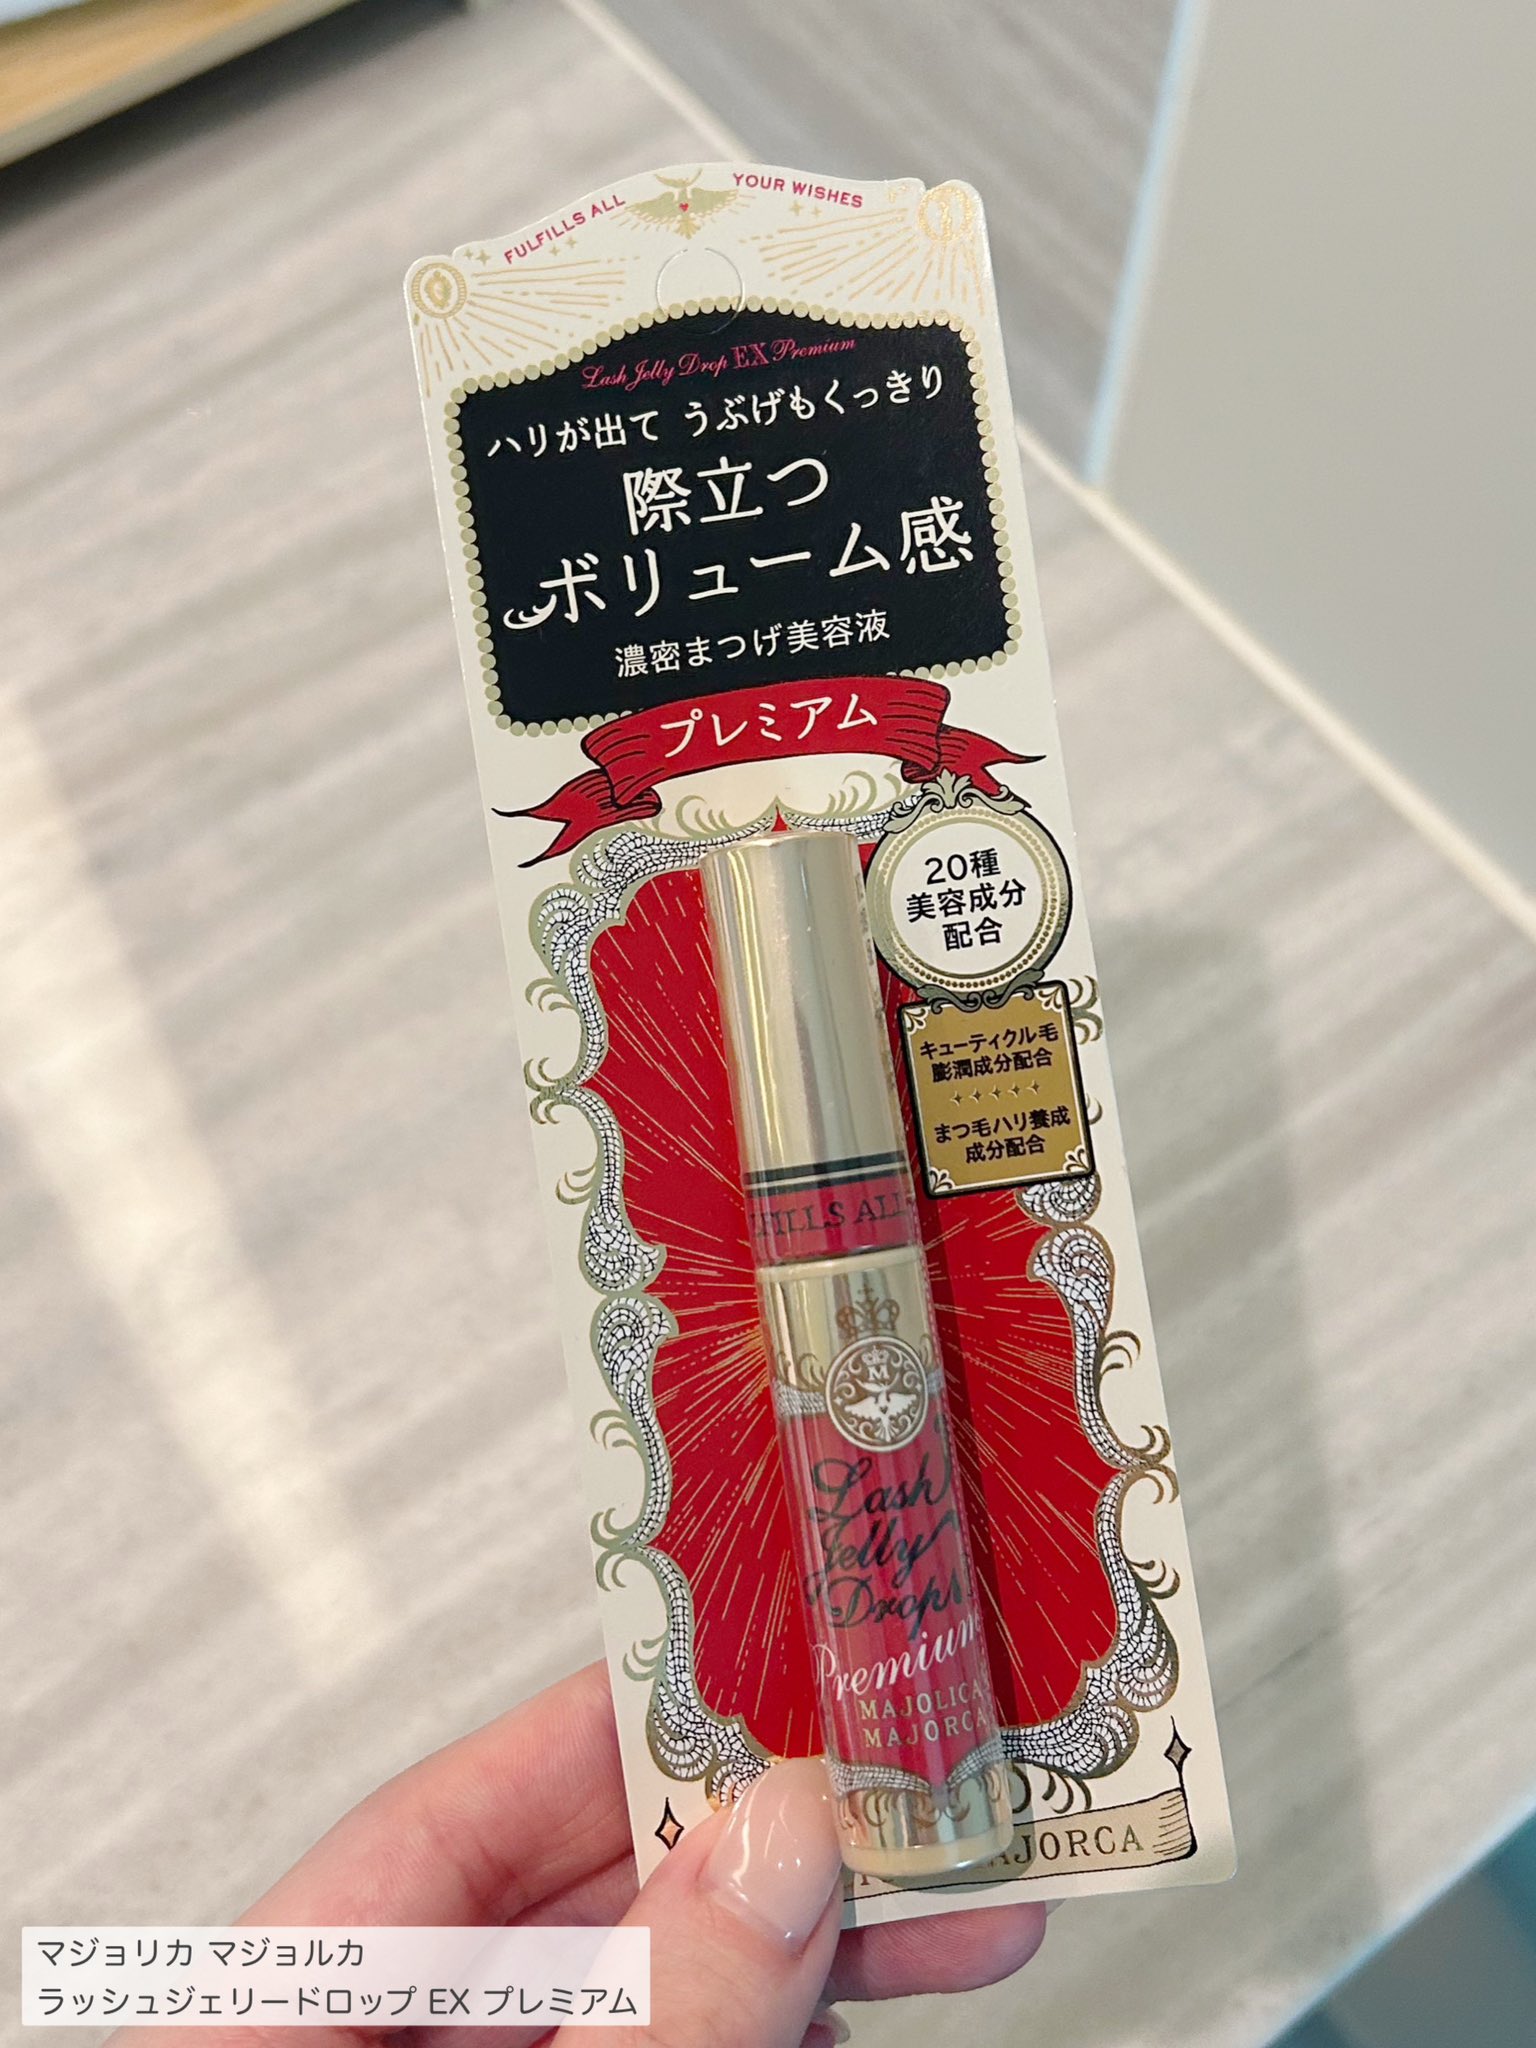 FULFILLS ALL YOUR WISHES
Lash Jelly Drop EX Premium
ハリが出て うぶげもくっきり
際立つ
ボリューム感
濃密まつげ美容液
プレミアム
20種
美容成分
配合
キューティクル毛
膨潤成分配合
まつ毛ハリ養成
成分配合
FILLS ALL
M
Lash
Jelly
Drops
Premium
MAJOLICA
MAJORCA
MAJORCA
マジョリカ マジョルカ
ラッシュジェリードロップ EX プレミアム